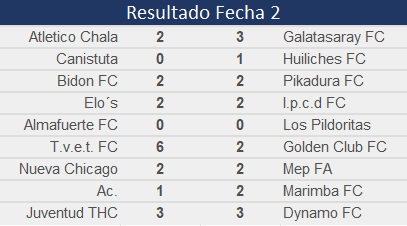 Resultado Fecha 2
Atletico Chala 2 3 Galatasaray FC
Canistuta 0 1 Huiliches FC
Bidon FC 2 2 Pikadura FC
Elo´s 2 2 I.p.c.d FC
Almafuerte FC 0 0 Los Pildoritas
T.v.e.t. FC 6 2 Golden Club FC
Nueva Chicago 2 2 Mep FA
Ac. 1 2 Marimba FC
Juventud THC 3 3 Dynamo FC